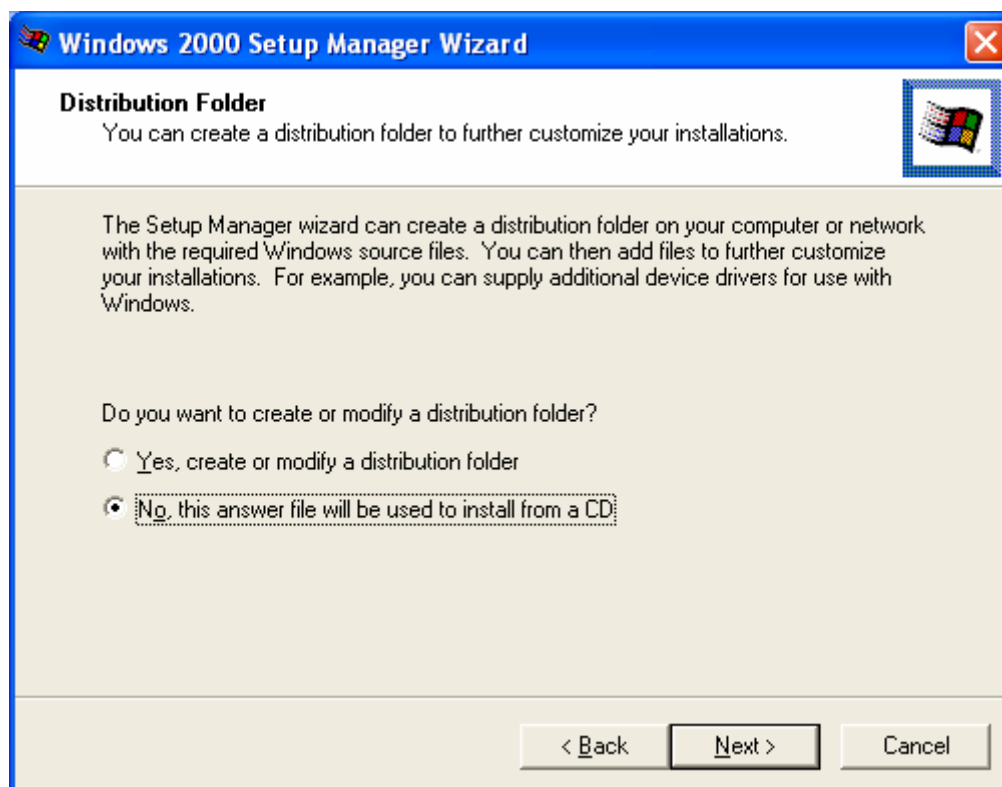 Windows 2000 Setup Manager Wizard
Distribution Folder
You can create a distribution folder to further customize your installations.
The Setup Manager wizard can create a distribution folder on your computer or network
with the required Windows source files.  You can then add files to further customize
your installations.  For example, you can supply additional device drivers for use with
Windows.
Do you want to create or modify a distribution folder?
Yes, create or modify a distribution folder
No, this answer file will be used to install from a CD
< Back
Next >
Cancel